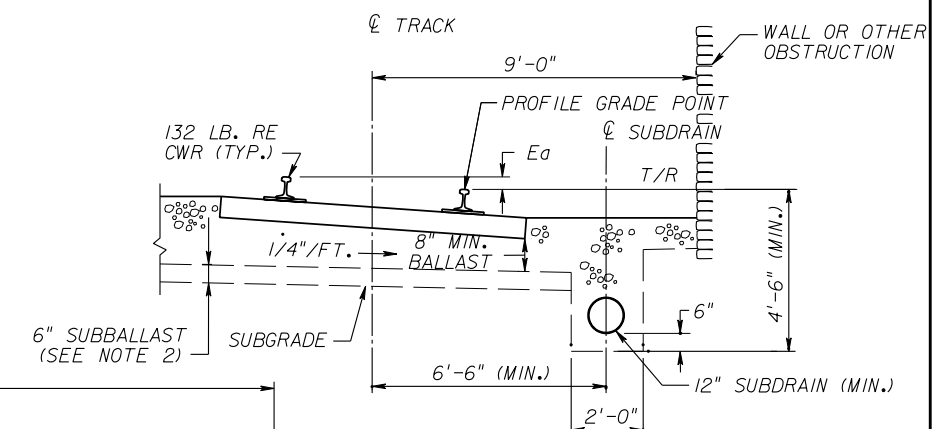 ℄ TRACK
WALL OR OTHER
OBSTRUCTION
9'-0"
PROFILE GRADE POINT
℄ SUBDRAIN
132 LB. RE
CWR (TYP.)
Ea
T/R
1/4"/FT.
8" MIN.
BALLAST
4'-6" (MIN.)
6"
6" SUBBALLAST
(SEE NOTE 2)
SUBGRADE
6'-6" (MIN.)
12" SUBDRAIN (MIN.)
2'-0"